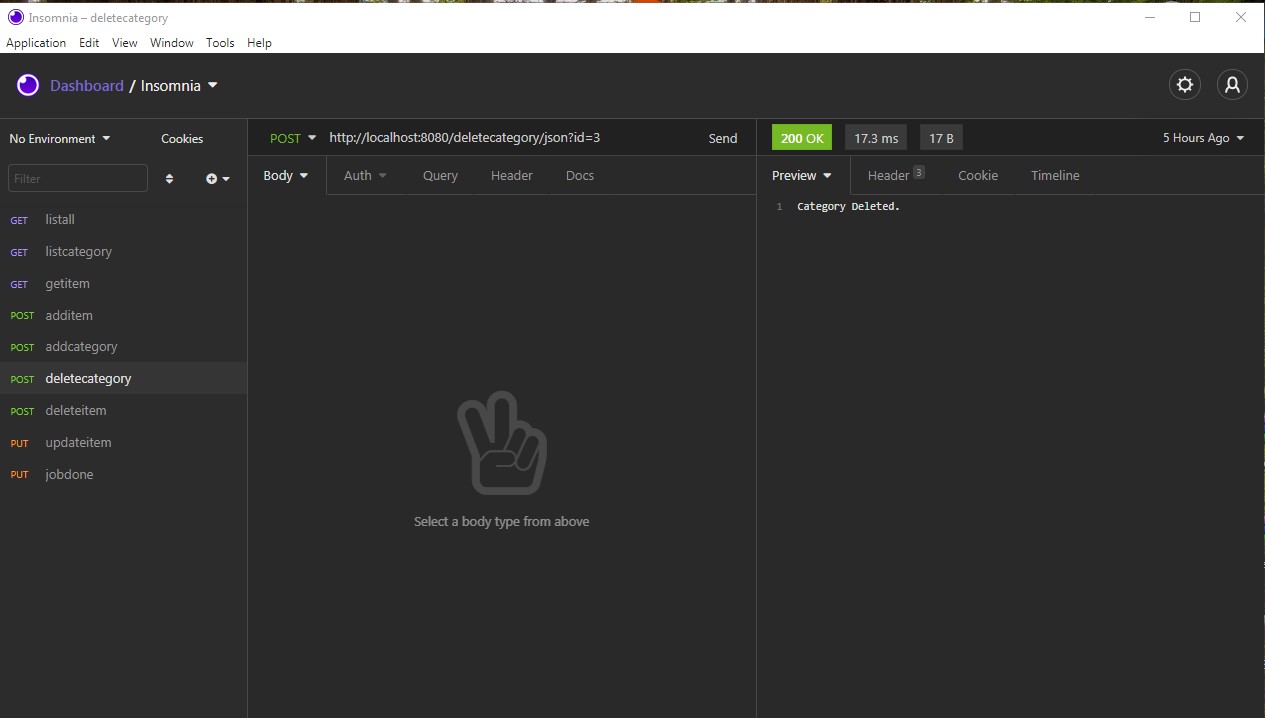 Insomnia – deletecategory
Application Edit View Window Tools Help
Dashboard / Insomnia
No Environment Cookies
Filter
GET listall
GET listcategory
GET getitem
POST additem
POST addcategory
POST deletecategory
POST deleteitem
PUT updateitem
PUT jobdone
POST http://localhost:8080/deletecategory/json?id=3 Send
Body Auth Query Header Docs
Select a body type from above
200 OK 17.3 ms 17 B 5 Hours Ago
Preview Header 3 Cookie Timeline
1 Category Deleted.